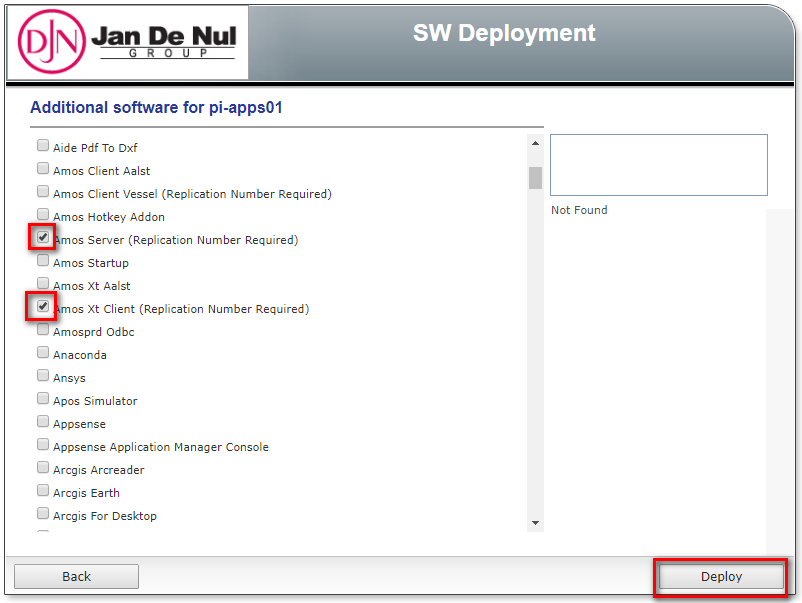 DJN
Jan De Nul
GROUP
SW Deployment
Additional software for pi-apps01
Aide Pdf To Dxf
Amos Client Aalst
Amos Client Vessel (Replication Number Required)
Amos Hotkey Addon
Amos Server (Replication Number Required)
Amos Startup
Amos Xt Aalst
Amos Xt Client (Replication Number Required)
Amosprd Odbc
Anaconda
Ansys
Apos Simulator
Appsense
Appsense Application Manager Console
Arcgis Arcreader
Arcgis Earth
Arcgis For Desktop
Not Found
Back
Deploy